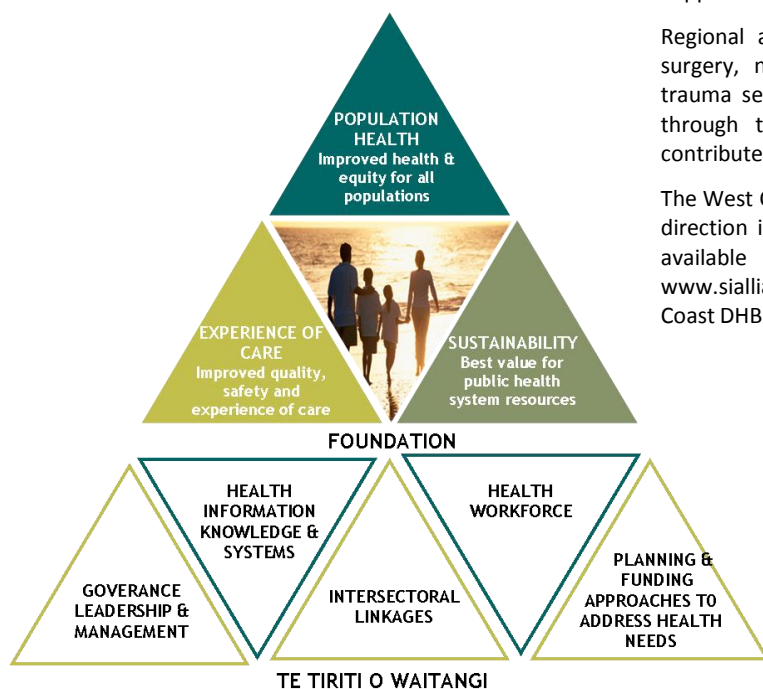 POPULATION
HEALTH
Improved health &
equity for all
populations
EXPERIENCE OF
CARE
Improved quality,
safety and
experience of care
SUSTAINABILITY
Best value for
public health
system resources
FOUNDATION
GOVERANCE
LEADERSHIP &
MANAGEMENT
HEALTH
INFORMATION
KNOWLEDGE &
SYSTEMS
INTERSECTORAL
LINKAGES
HEALTH
WORKFORCE
PLANNING &
FUNDING
APPROACHES TO
ADDRESS HEALTH
NEEDS
TE TIRITI O WAITANGI
Regional
surgery,
trauma
through
contribute
The West
direction
available
www.siallia
Coast DHB